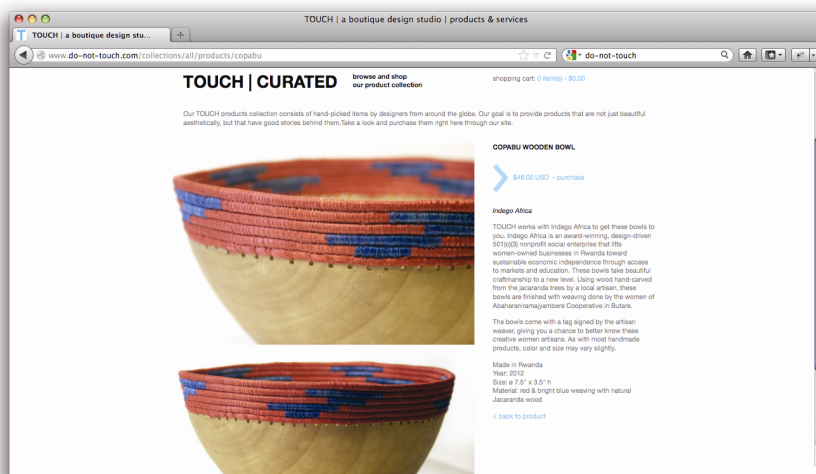 TOUCH | a boutique design studio | products & services
TOUCH | a boutique design stu...
www.do-not-touch.com/collections/all/products/copabu
do-not-touch
TOUCH | CURATED
browse and shop
our product collection
shopping cart: 0 item(s) - $0.00
Our TOUCH products collection consists of hand-picked items by designers from around the globe. Our goal is to provide products that are not just beautiful
aesthetically, but that have good stories behind them.Take a look and purchase them right here through our site.
COPABU WOODEN BOWL
$48.00 USD - purchase
Indego Africa
TOUCH works with Indego Africa to get these bowls to
you. Indego Africa is an award-winning, design-driven
501(c)(3) nonprofit social enterprise that lifts
women-owned businesses in Rwanda toward
sustainable economic independence through access
to markets and education. These bowls take beautiful
craftmanship to a new level. Using wood hand-carved
from the jacaranda trees by a local artisan, these
bowls are finished with weaving done by the women of
Abaharaniramajyambere Cooperative in Butare.
The bowls come with a tag signed by the artisan
weaver, giving you a chance to better know these
creative women artisans. As with most handmade
products, color and size may vary slightly.
Made in Rwanda
Year: 2012
Size: ø 7.5" x 3.5" h
Material: red & bright blue weaving with natural
Jacaranda wood
< back to product